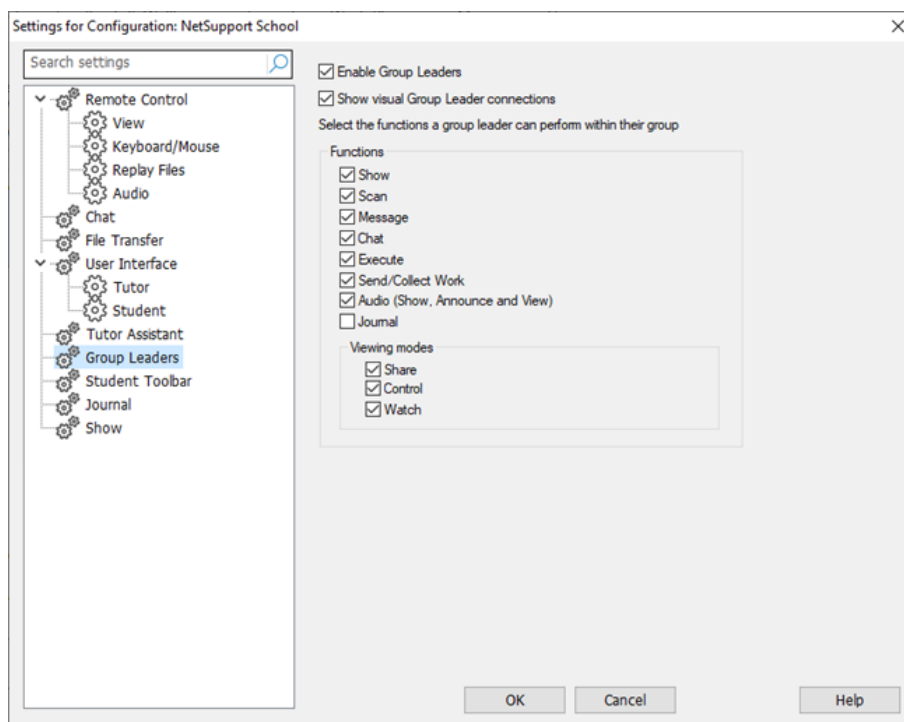 Settings for Configuration: NetSupport School
Search settings
Remote Control
View
Keyboard/Mouse
Replay Files
Audio
Chat
File Transfer
User Interface
Tutor
Student
Tutor Assistant
Group Leaders
Student Toolbar
Journal
Show
Enable Group Leaders
Show visual Group Leader connections
Select the functions a group leader can perform within their group
Functions
Show
Scan
Message
Chat
Execute
Send/Collect Work
Audio (Show, Announce and View)
Journal
Viewing modes
Share
Control
Watch
OK Cancel Help